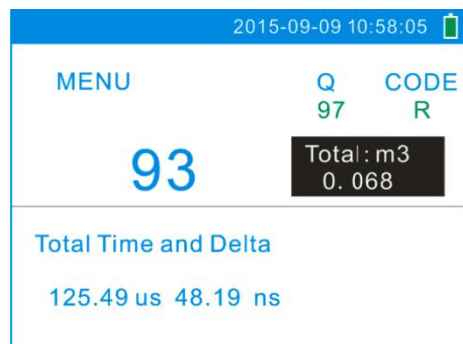 2015-09-09 10:58:05
MENU Q CODE
97 R
93 Total: m3
0.068
Total Time and Delta
125.49 us 48.19 ns